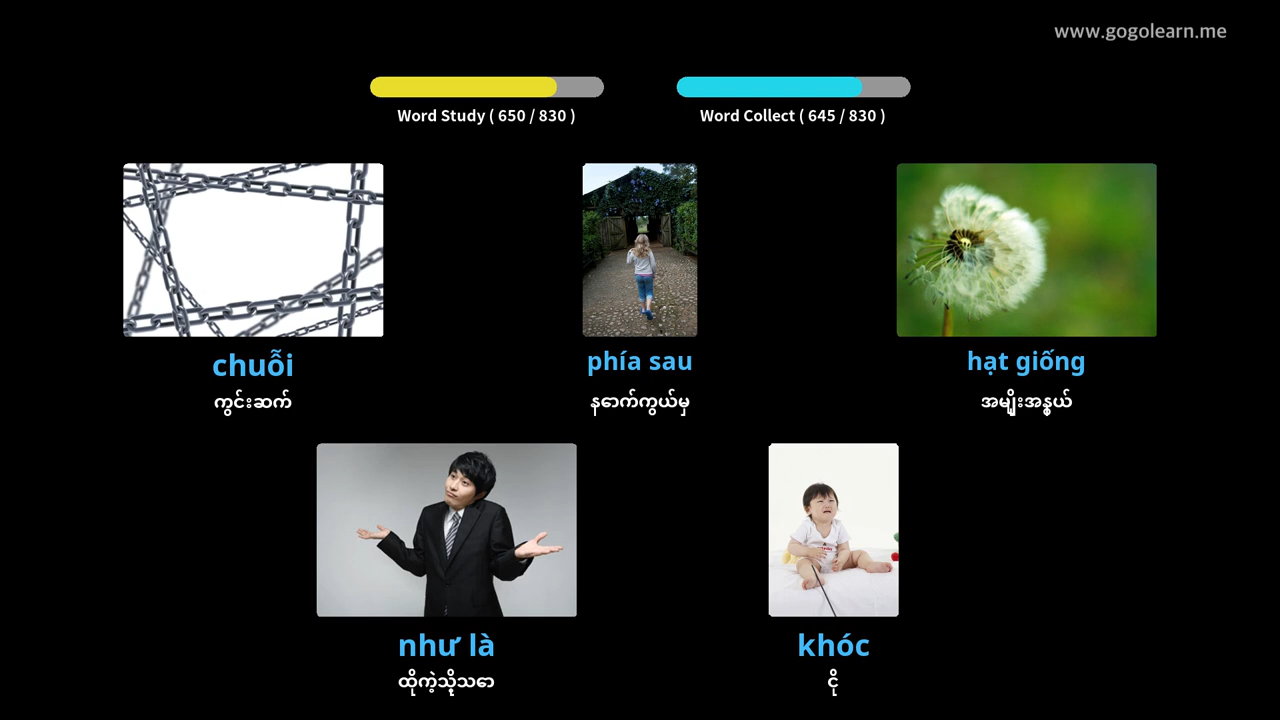 www.gogolearn.me
Word Study ( 650 / 830 )
Word Collect ( 645 / 830 )
chuỗi
phía sau
hạt giống
ကွင်းဆက်
နောက်ကွယ်မှ
အမျိုးအနွယ်
như là
khóc
ထိုကဲ့သို့သော
ငို